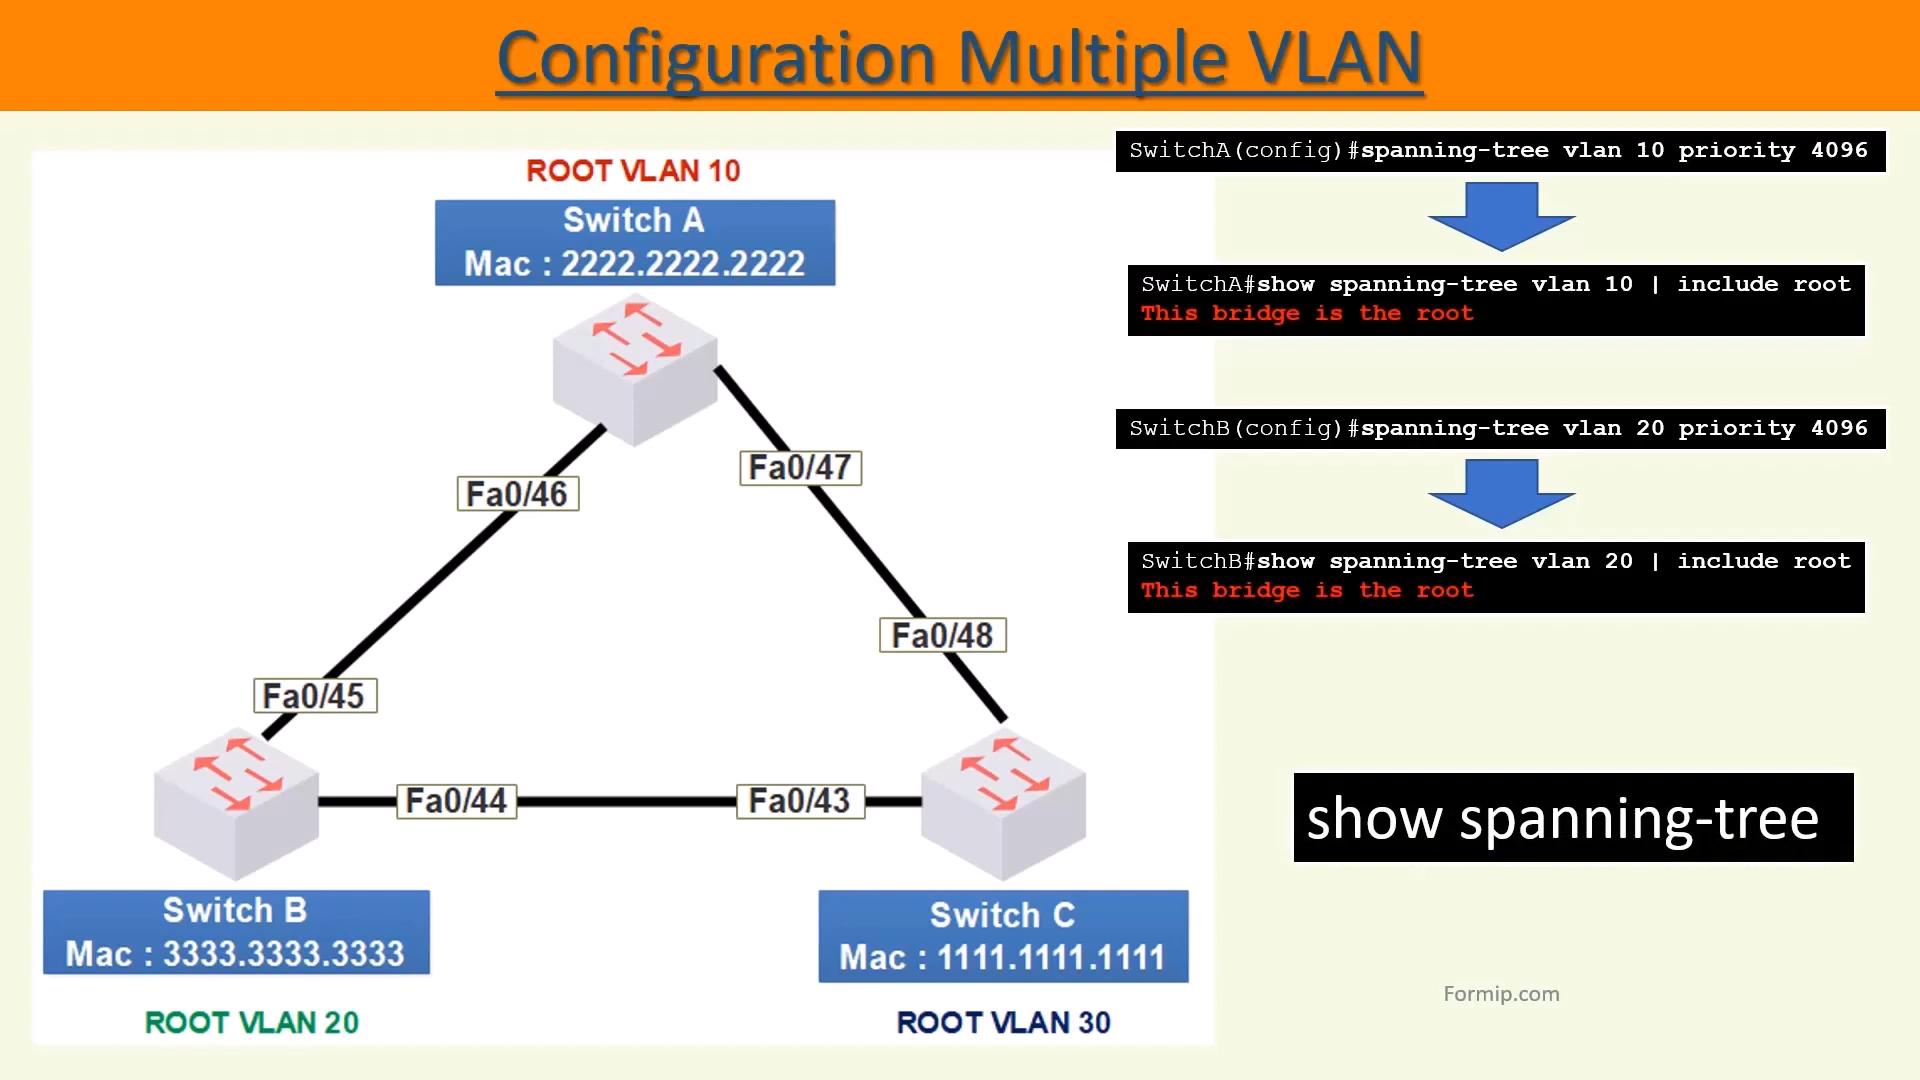 Configuration Multiple VLAN
ROOT VLAN 10
Switch A
Mac : 2222.2222.2222
Fa0/46
Fa0/47
Fa0/45
Fa0/48
Fa0/44
Fa0/43
Switch B
Mac : 3333.3333.3333
ROOT VLAN 20
Switch C
Mac : 1111.1111.1111
ROOT VLAN 30
SwitchA(config)#spanning-tree vlan 10 priority 4096
SwitchA#show spanning-tree vlan 10 | include root
This bridge is the root
SwitchB(config)#spanning-tree vlan 20 priority 4096
SwitchB#show spanning-tree vlan 20 | include root
This bridge is the root
show spanning-tree
Formip.com